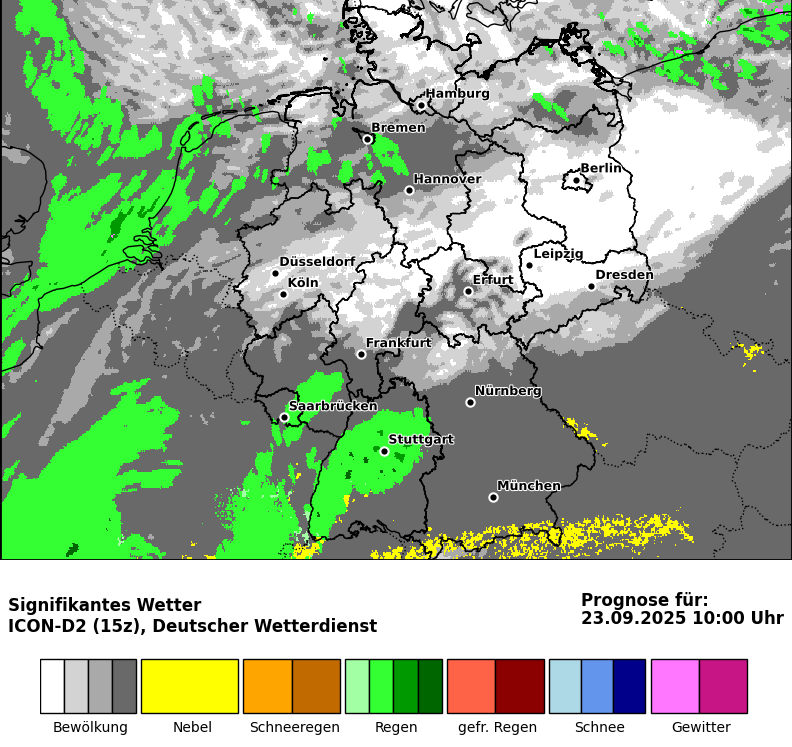 Hamburg
Bremen
Hannover
Berlin
Düsseldorf
Köln
Leipzig
Dresden
Erfurt
Frankfurt
Nürnberg
Saarbrücken
Stuttgart
München
Signifikantes Wetter
ICON-D2 (15z), Deutscher Wetterdienst
Prognose für:
23.09.2025 10:00 Uhr
Bewölkung
Nebel
Schneeregen
Regen
gefr. Regen
Schnee
Gewitter